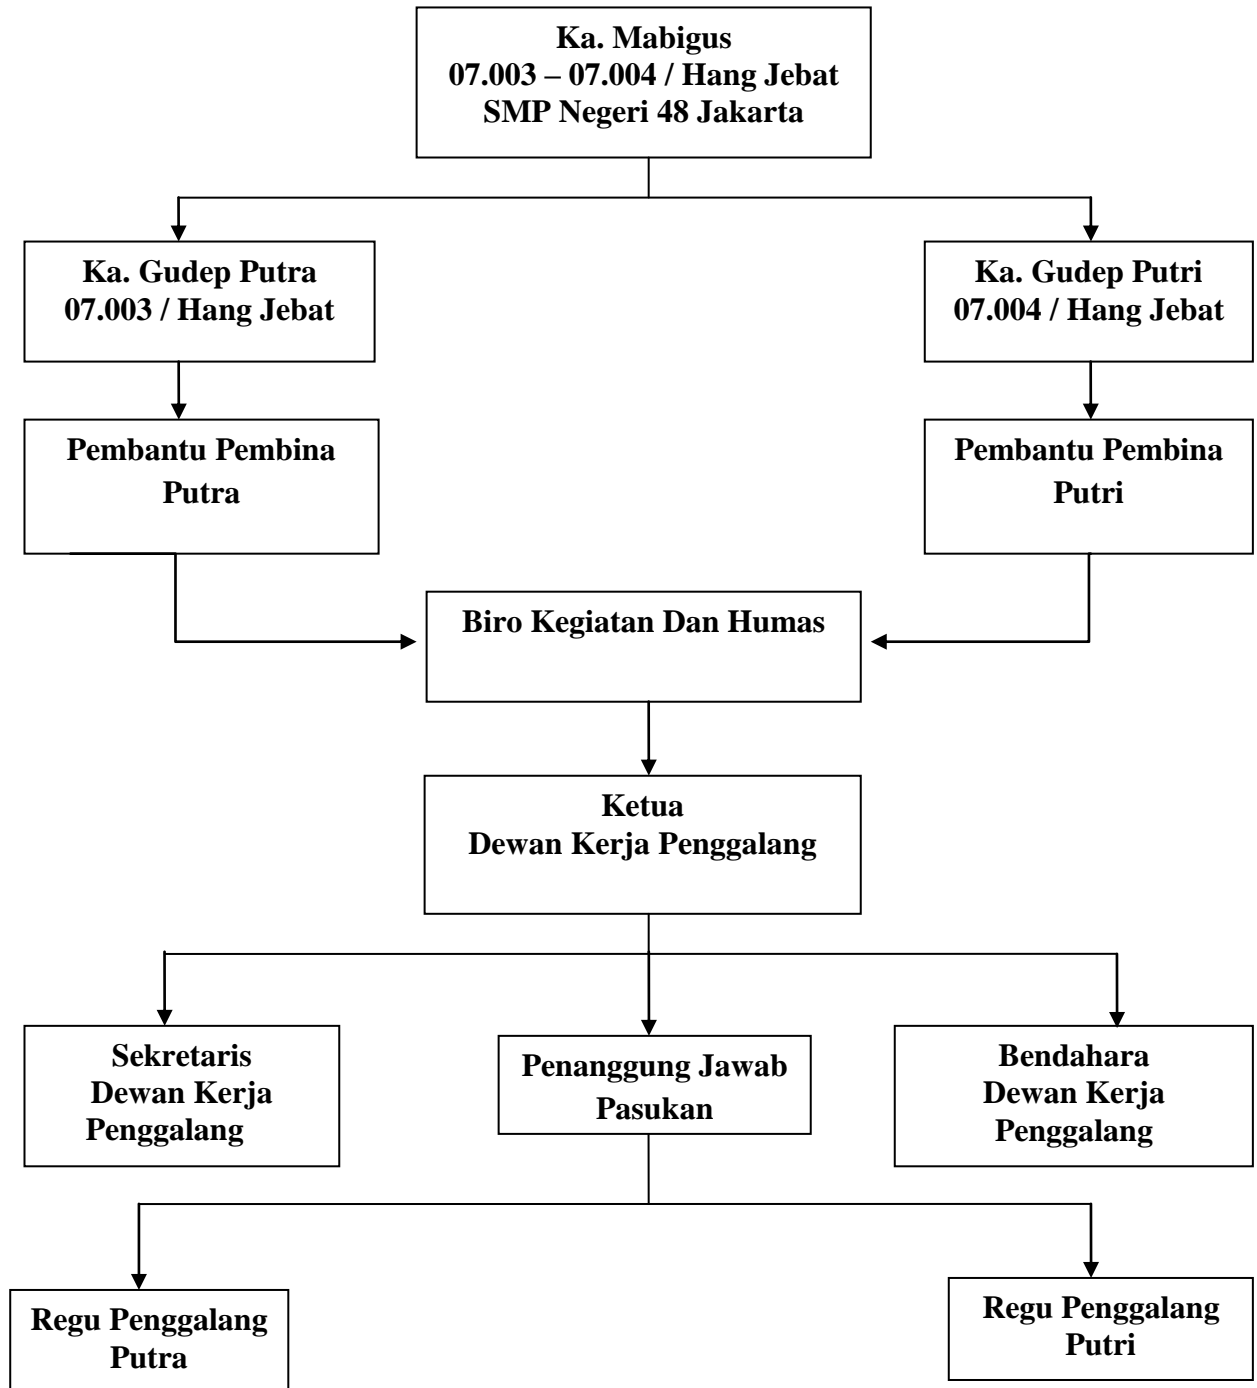 Ka. Mabigus
07.003 – 07.004 / Hang Jebat
SMP Negeri 48 Jakarta
Ka. Gudep Putra
07.003 / Hang Jebat
Ka. Gudep Putri
07.004 / Hang Jebat
Pembantu Pembina
Putra
Pembantu Pembina
Putri
Biro Kegiatan Dan Humas
Ketua
Dewan Kerja Penggalang
Sekretaris
Dewan Kerja
Penggalang
Penanggung Jawab
Pasukan
Bendahara
Dewan Kerja
Penggalang
Regu Penggalang
Putra
Regu Penggalang
Putri